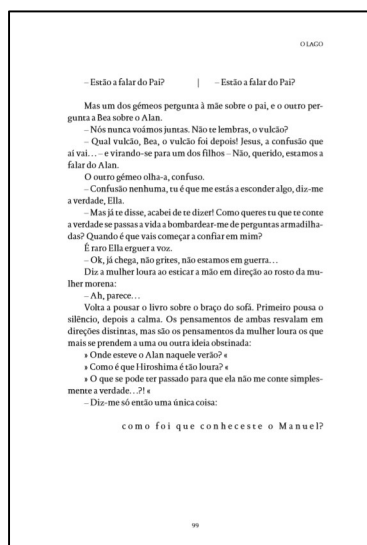 O LAGO
– Estão a falar do Pai? | – Estão a falar do Pai?
Mas um dos gémeos pergunta à mãe sobre o pai, e o outro per-
gunta a Bea sobre o Alan.
– Nós nunca voámos juntas. Não te lembras, o vulcão?
– Qual vulcão, Bea, o vulcão foi depois! Jesus, a confusão que
aí vai… – e virando-se para um dos filhos – Não, querido, estamos a
falar do Alan.
O outro gémeo olha-a, confuso.
– Confusão nenhuma, tu é que me estás a esconder algo, diz-me
a verdade, Ella.
– Mas já te disse, acabei de te dizer! Como queres tu que te conte
a verdade se passas a vida a bombardear-me de perguntas armadilha-
das? Quando é que vais começar a confiar em mim?
É raro Ella erguer a voz.
– Ok, já chega, não grites, não estamos em guerra…
Diz a mulher loura ao esticar a mão em direção ao rosto da mu-
lher morena:
– Ah, parece…
Volta a pousar o livro sobre o braço do sofá. Primeiro pousa o
silêncio, depois a calma. Os pensamentos de ambas resvalam em
direções distintas, mas são os pensamentos da mulher loura os que
mais se prendem a uma ou outra ideia obstinada:
» Onde esteve o Alan naquele verão? «
» Como é que Hiroshima é tão loura? «
» O que se pode ter passado para que ela não me conte simples-
mente a verdade…?! «
– Diz-me só então uma única coisa:
como foi que conheceste o Manuel?
99